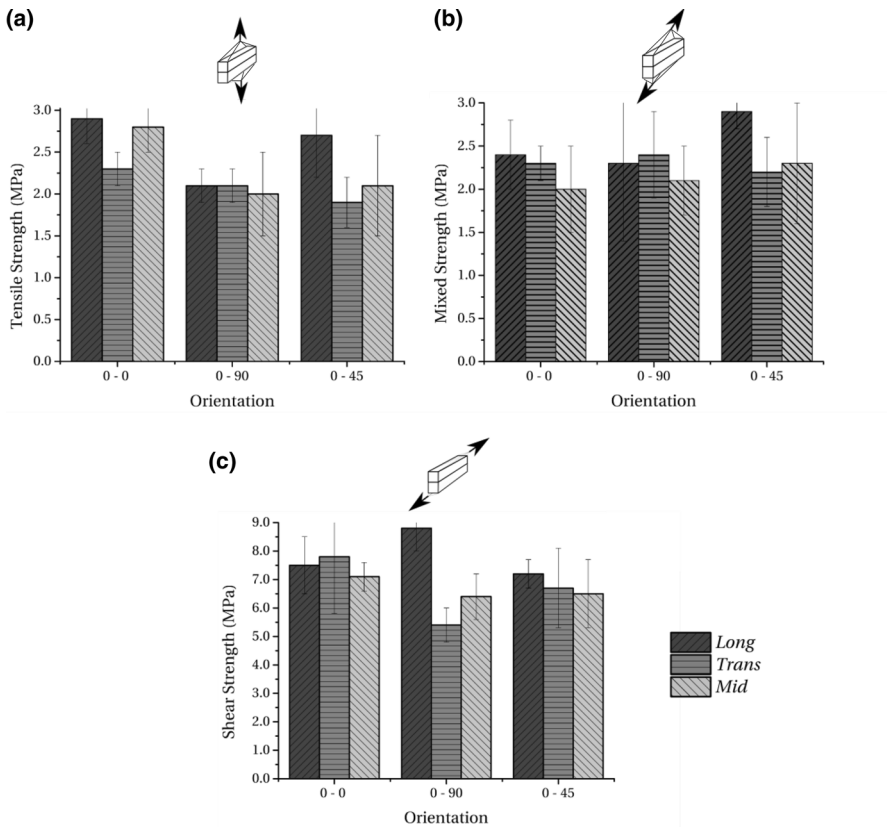 (a)
Tensile Strength (MPa)
3.0
2.5
2.0
1.5
1.0
0.5
0.0
0 - 0
0 - 90
0 - 45
Orientation
(b)
Mixed Strength (MPa)
3.0
2.5
2.0
1.5
1.0
0.5
0.0
0 - 0
0 - 90
0 - 45
Orientation
(c)
Shear Strength (MPa)
9.0
8.0
7.0
6.0
5.0
4.0
3.0
2.0
1.0
0.0
0 - 0
0 - 90
0 - 45
Orientation
Long
Trans
Mid